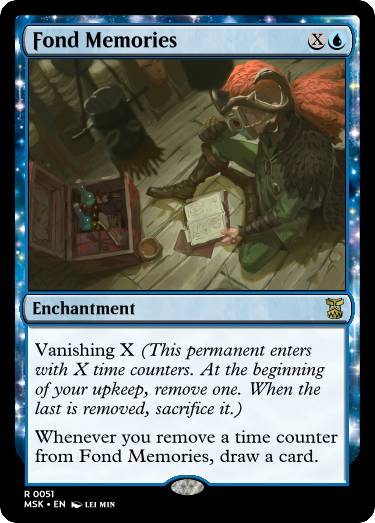 Fond Memories X
Enchantment
Vanishing X (This permanent enters
with X time counters. At the beginning
of your upkeep, remove one. When the
last is removed, sacrifice it.)
Whenever you remove a time counter
from Fond Memories, draw a card.
R 0051
MSK • EN LEI MIN